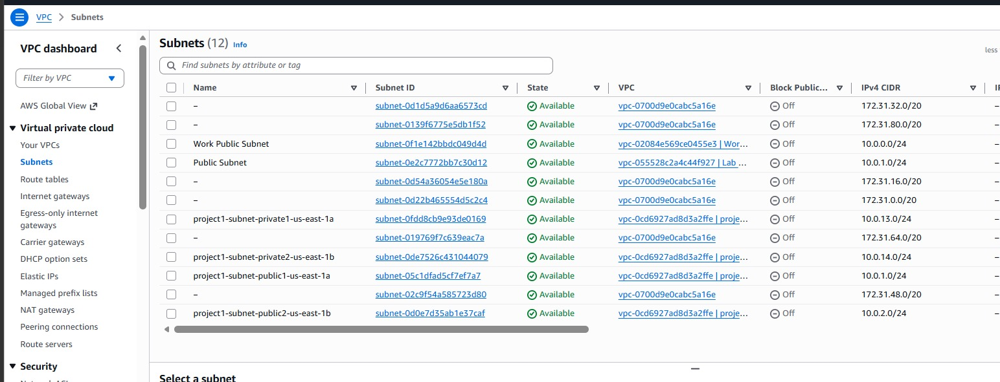 VPC > Subnets
VPC dashboard
Filter by VPC
AWS Global View
Virtual private cloud
Your VPCs
Subnets
Route tables
Internet gateways
Egress-only internet
gateways
Carrier gateways
DHCP option sets
Elastic IPs
Managed prefix lists
NAT gateways
Peering connections
Route servers
Security
Subnets (12) Info
less
Find subnets by attribute or tag
Name Subnet ID State VPC Block Public... IPv4 CIDR
– subnet-0d1d5a9d6aa6573cd Available vpc-0700d9e0cabc5a16e Off 172.31.32.0/20 –
– subnet-0139f6775e5db1f52 Available vpc-0700d9e0cabc5a16e Off 172.31.80.0/20 –
Work Public Subnet subnet-0f1e142bbdc049d4d Available vpc-02084e569ce0455e3 | Wor... Off 10.0.0.0/24 –
Public Subnet subnet-0e2c7772bb7c30d12 Available vpc-055528c2a4c44f927 | Lab ... Off 10.0.1.0/24 –
– subnet-0d54a36054e5e180a Available vpc-0700d9e0cabc5a16e Off 172.31.16.0/20 –
– subnet-0d22b465554d5c2c4 Available vpc-0700d9e0cabc5a16e Off 172.31.0.0/20 –
project1-subnet-private1-us-east-1a subnet-0fdd8cb9e93de0169 Available vpc-0cd6927ad8d3a2ffe | proje... Off 10.0.13.0/24 –
– subnet-019769f7c639eac7a Available vpc-0700d9e0cabc5a16e Off 172.31.64.0/20 –
project1-subnet-private2-us-east-1b subnet-0de7526c431044079 Available vpc-0cd6927ad8d3a2ffe | proje... Off 10.0.14.0/24 –
project1-subnet-public1-us-east-1a subnet-05c1dfad5cf7ef7a7 Available vpc-0cd6927ad8d3a2ffe | proje... Off 10.0.1.0/24 –
– subnet-02c9f54a585723d80 Available vpc-0700d9e0cabc5a16e Off 172.31.48.0/20 –
project1-subnet-public2-us-east-1b subnet-0d0e7d35ab1e37caf Available vpc-0cd6927ad8d3a2ffe | proje... Off 10.0.2.0/24 –
Select a subnet